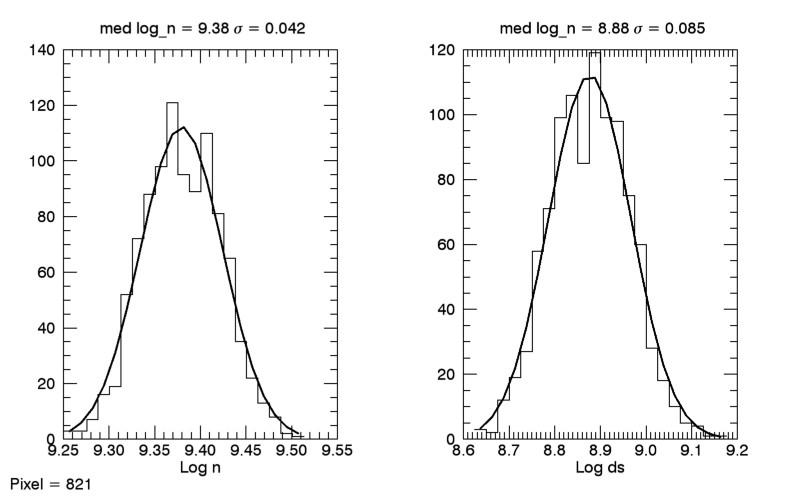 med log_n = 9.38 σ = 0.042
140
120
100
80
60
40
20
0
9.25 9.30 9.35 9.40 9.45 9.50 9.55
Log n
med log_n = 8.88 σ = 0.085
120
100
80
60
40
20
0
8.6 8.7 8.8 8.9 9.0 9.1 9.2
Log ds
Pixel = 821